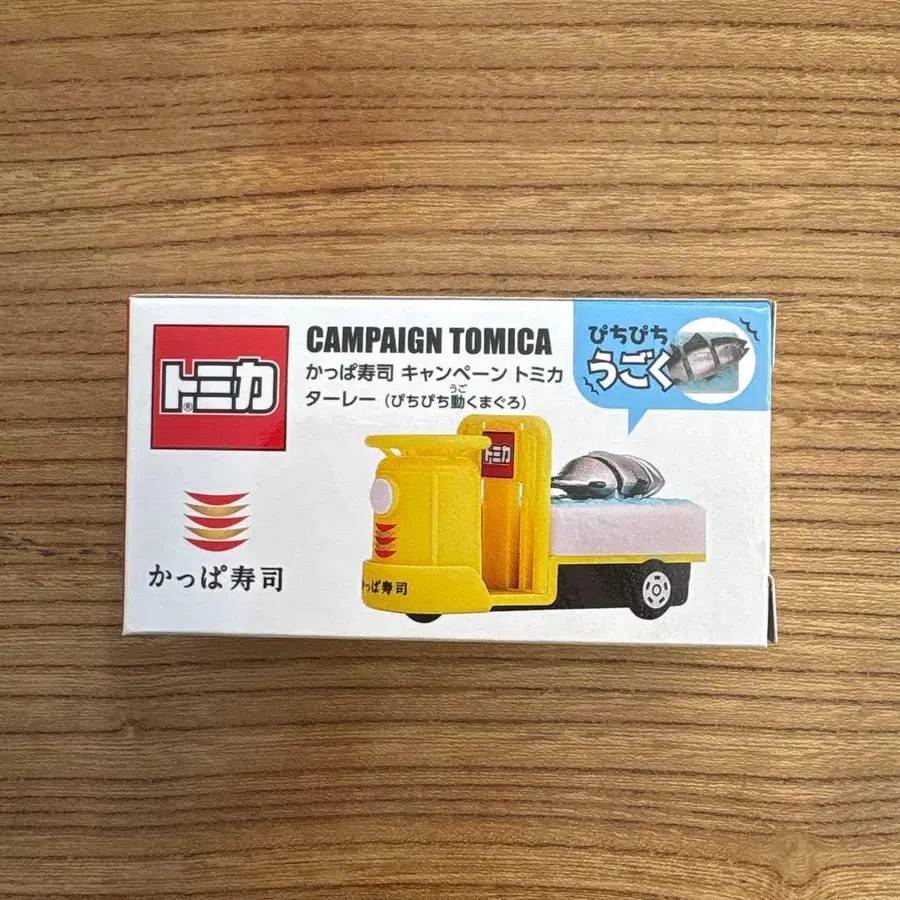 トミカ®
かっぱ寿司
CAMPAIGN TOMICA
かっぱ寿司 キャンペーン トミカ
うご
ターレー（ぴちぴち動くまぐろ）
ぴちぴち
うごく
トミカ
っぱ寿司